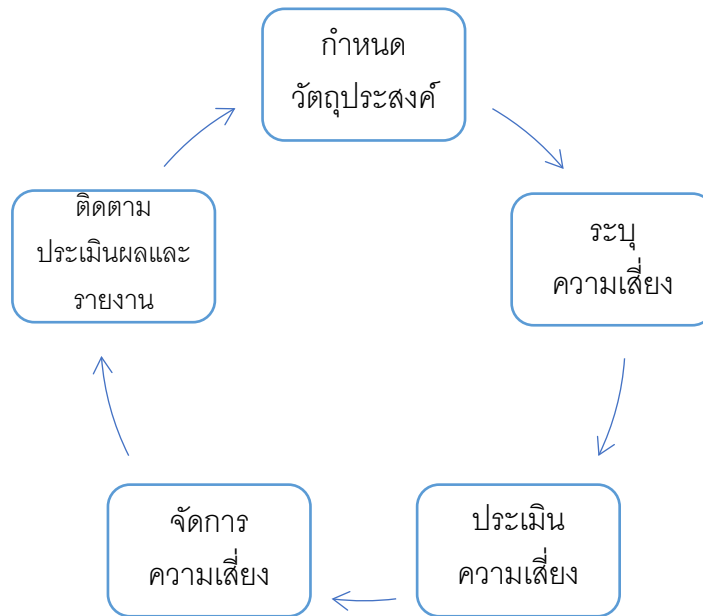 กำหนด
วัตถุประสงค์
ระบุ
ความเสี่ยง
ประเมิน
ความเสี่ยง
จัดการ
ความเสี่ยง
ติดตาม
ประเมินผลและ
รายงาน